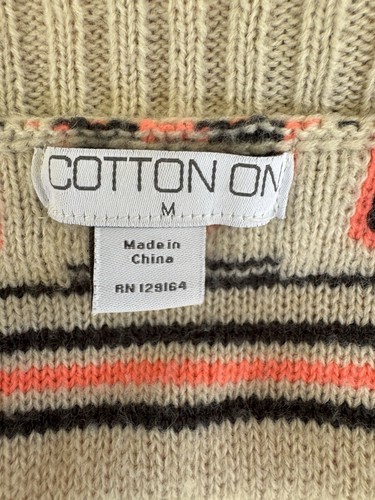 COTTON ON
M
Made in
China
RN 129164